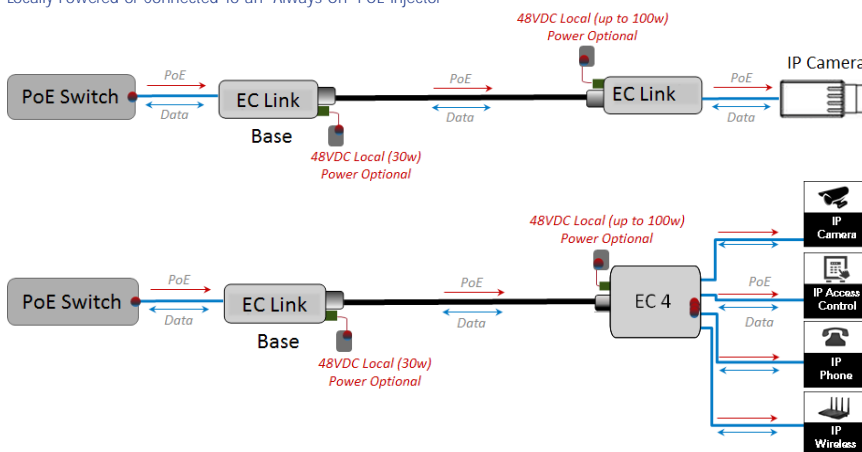 Locally Powered or connected to an "Always On" POE injector
48VDC Local (up to 100w)
Power Optional
IP Camera
PoE
PoE
PoE
PoE Switch
EC Link
EC Link
Data
Data
Data
Base
48VDC Local (30w)
Power Optional
48VDC Local (up to 100w)
Power Optional
IP
Camera
PoE
PoE
PoE
PoE Switch
EC Link
EC 4
IP Access
Control
Data
Data
Data
Base
48VDC Local (30w)
Power Optional
IP
Phone
IP
Wireless